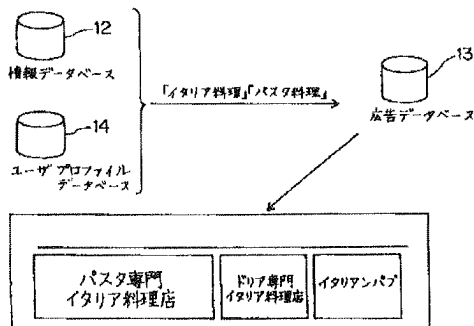 12
情報データベース
14
ユーザプロファイル
データベース
「イタリア料理」「パスタ料理」
13
広告データベース
パスタ専門
イタリア料理店
ドリア専門
イタリア料理店
イタリアンパブ